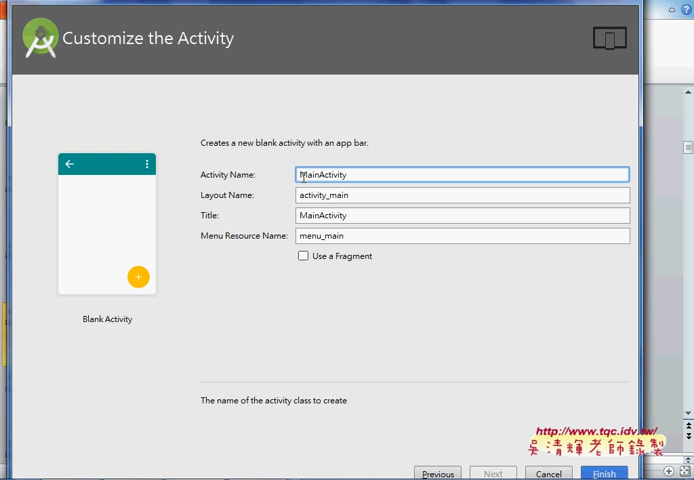 Customize the Activity
Creates a new blank activity with an app bar.
Activity Name: MainActivity
Layout Name: activity_main
Title: MainActivity
Menu Resource Name: menu_main
Use a Fragment
Blank Activity
The name of the activity class to create
http://www.tqc.idv.tw/
吳清輝老師錄製
Previous Next Cancel Finish